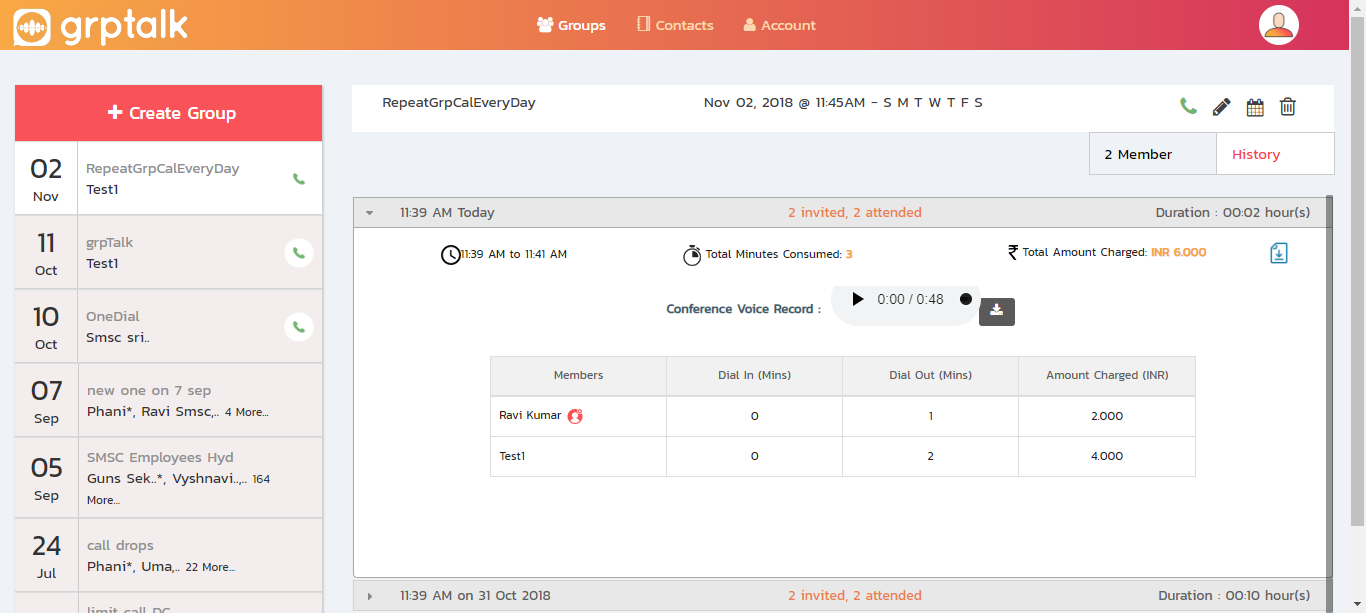 grptalk
Groups
Contacts
Account
+ Create Group
02
Nov
RepeatGrpCalEveryDay
Test1
11
Oct
grpTalk
Test1
10
Oct
OneDial
Smsc sri..
07
Sep
new one on 7 sep
Phani*, Ravi Smsc,.. 4 More...
05
Sep
SMSC Employees Hyd
Guns Sek..*, Vyshnavi..,.. 164
More...
24
Jul
call drops
Phani*, Uma,.. 22 More...
limit call DC
RepeatGrpCalEveryDay
Nov 02, 2018 @ 11:45AM - S M T W T F S
2 Member
History
11:39 AM Today
2 invited, 2 attended
Duration : 00:02 hour(s)
11:39 AM to 11:41 AM
Total Minutes Consumed: 3
₹ Total Amount Charged: INR 6.000
Conference Voice Record :
0:00 / 0:48
Members
Dial In (Mins)
Dial Out (Mins)
Amount Charged (INR)
Ravi Kumar
0
1
2.000
Test1
0
2
4.000
11:39 AM on 31 Oct 2018
2 invited, 2 attended
Duration : 00:10 hour(s)